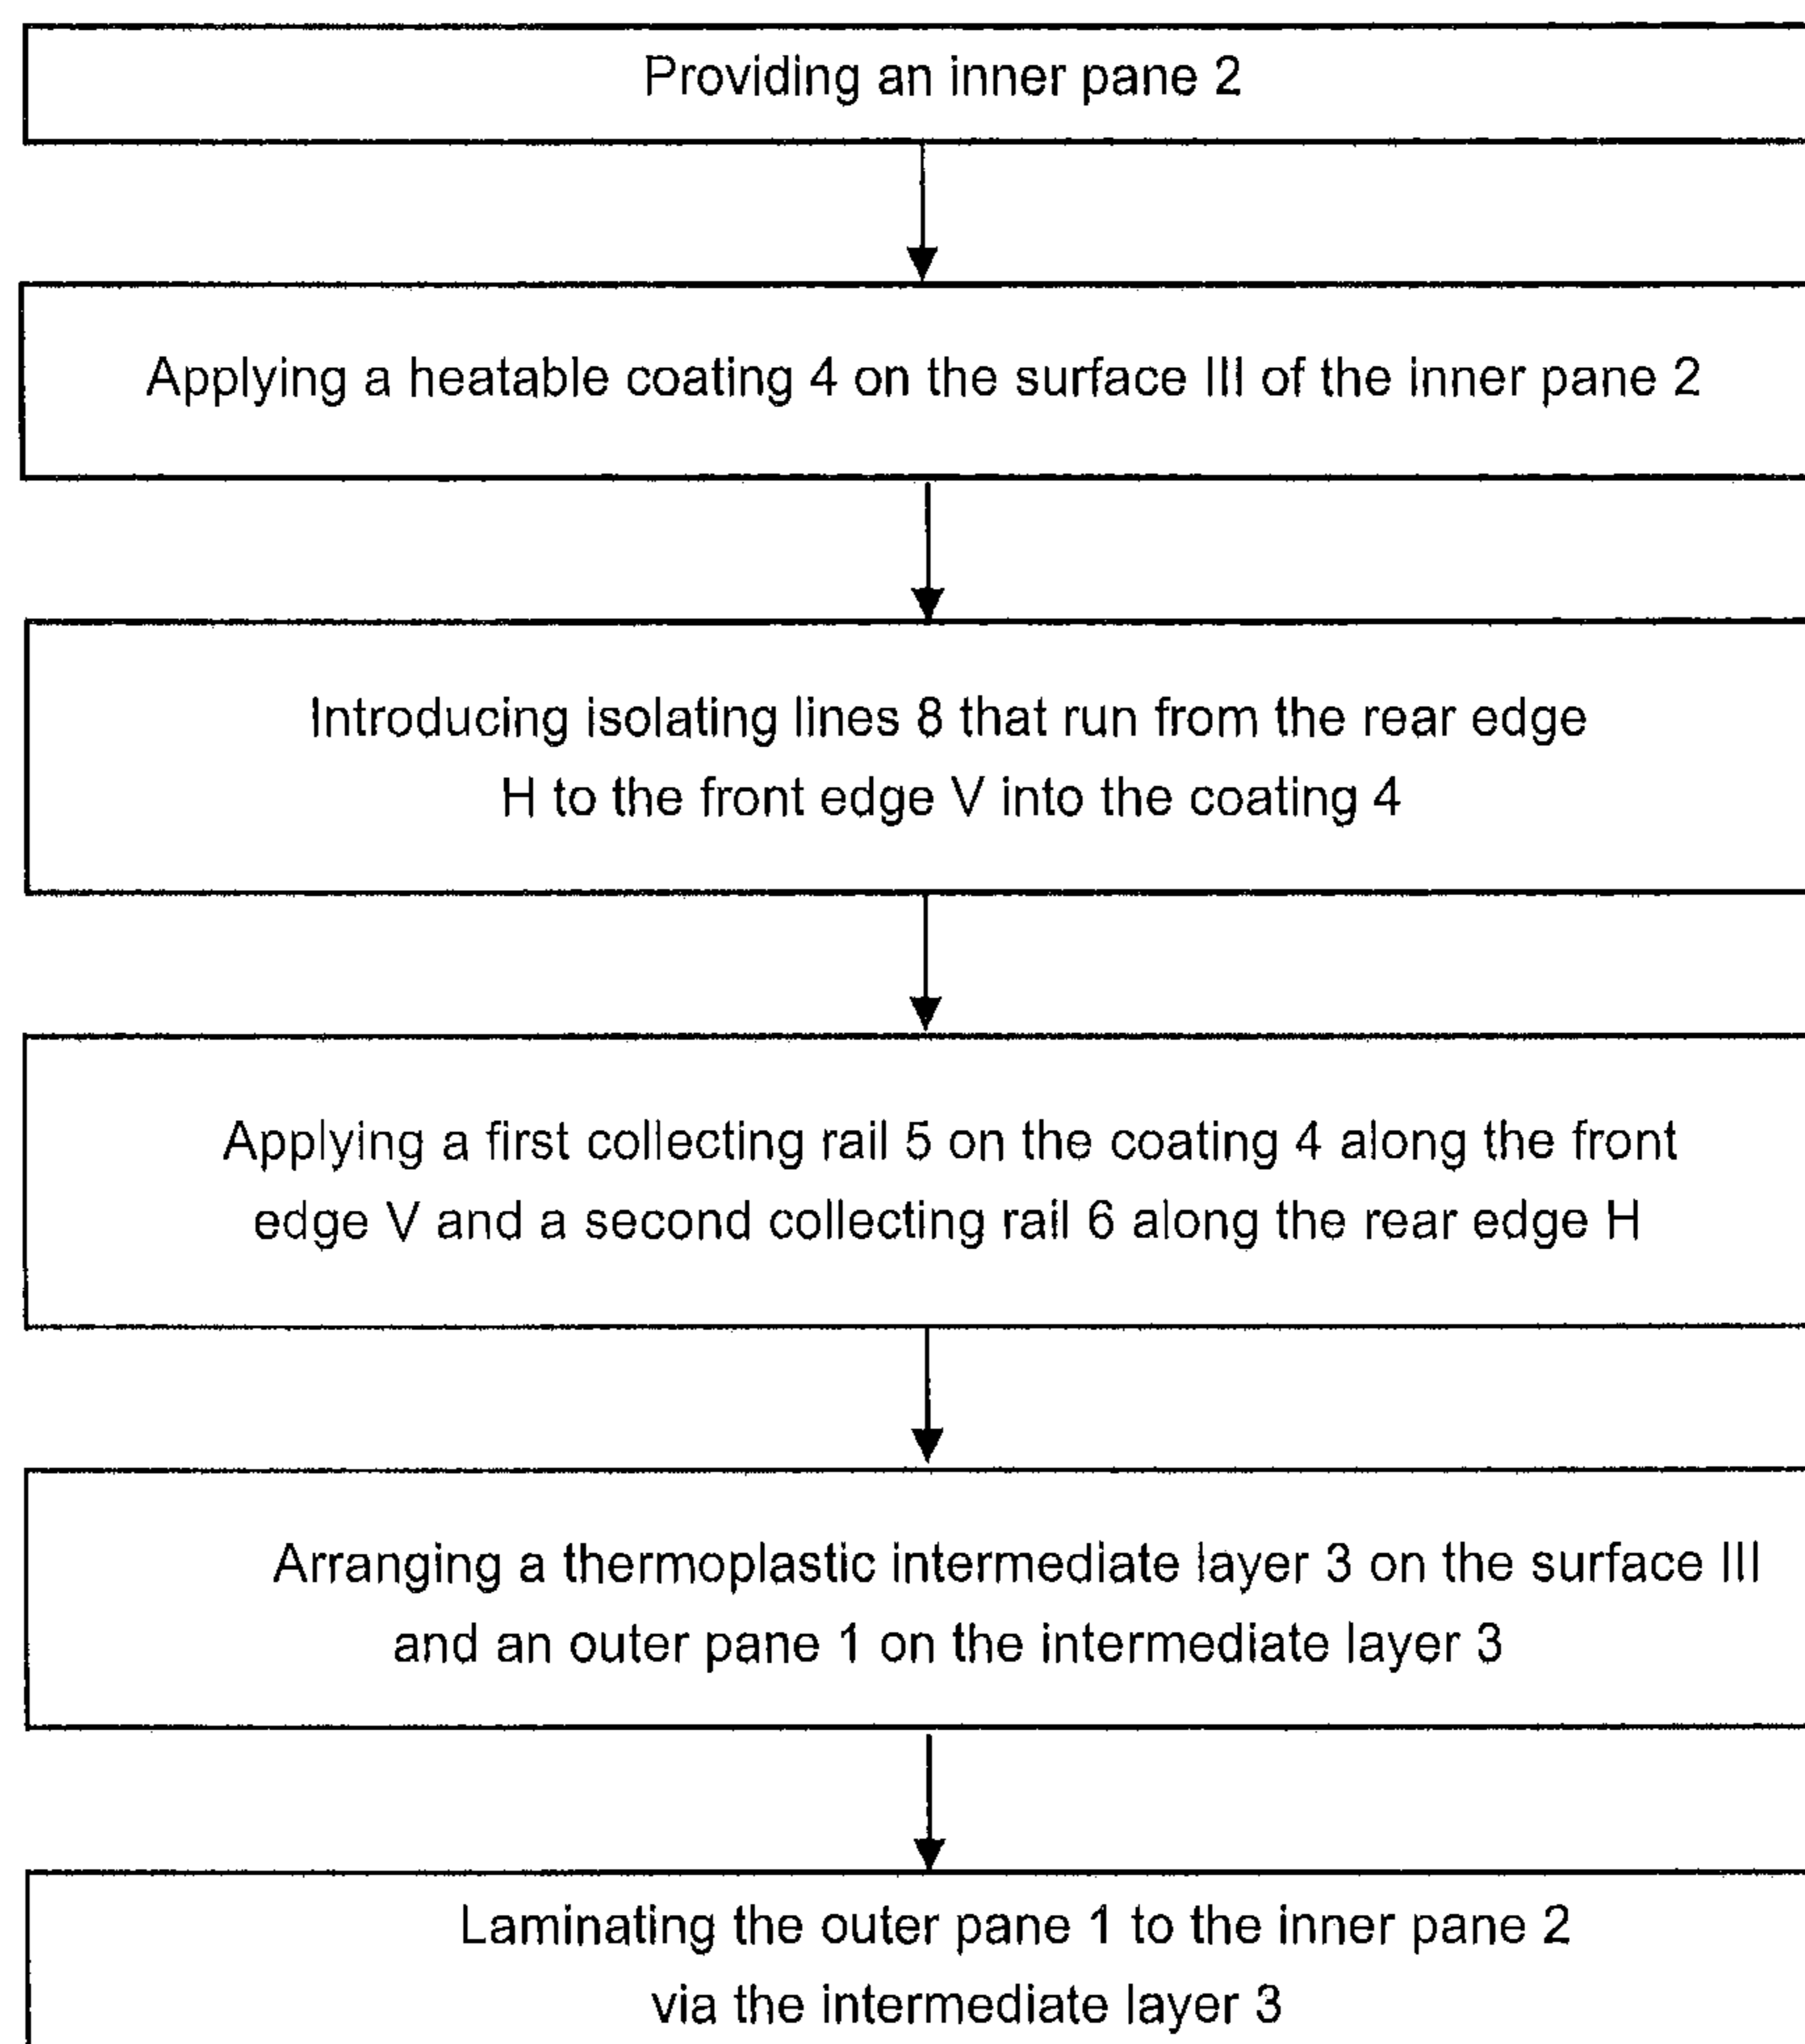 Providing an inner pane 2
Applying a heatable coating 4 on the surface III of the inner pane 2
Introducing isolating lines 8 that run from the rear edge
H to the front edge V into the coating 4
Applying a first collecting rail 5 on the coating 4 along the front
edge V and a second collecting rail 6 along the rear edge H
Arranging a thermoplastic intermediate layer 3 on the surface III
and an outer pane 1 on the intermediate layer 3
Laminating the outer pane 1 to the inner pane 2
via the intermediate layer 3